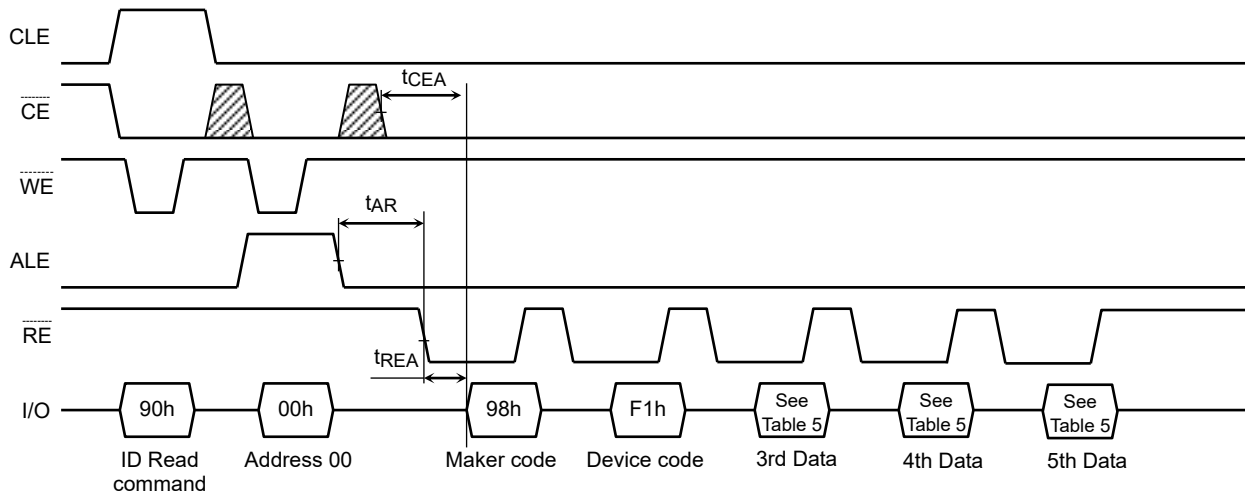 CLE
tCEA
CE
WE
tAR
ALE
RE
tREA
I/O
90h
00h
98h
F1h
See
Table 5
See
Table 5
See
Table 5
ID Read
command
Address 00
Maker code
Device code
3rd Data
4th Data
5th Data